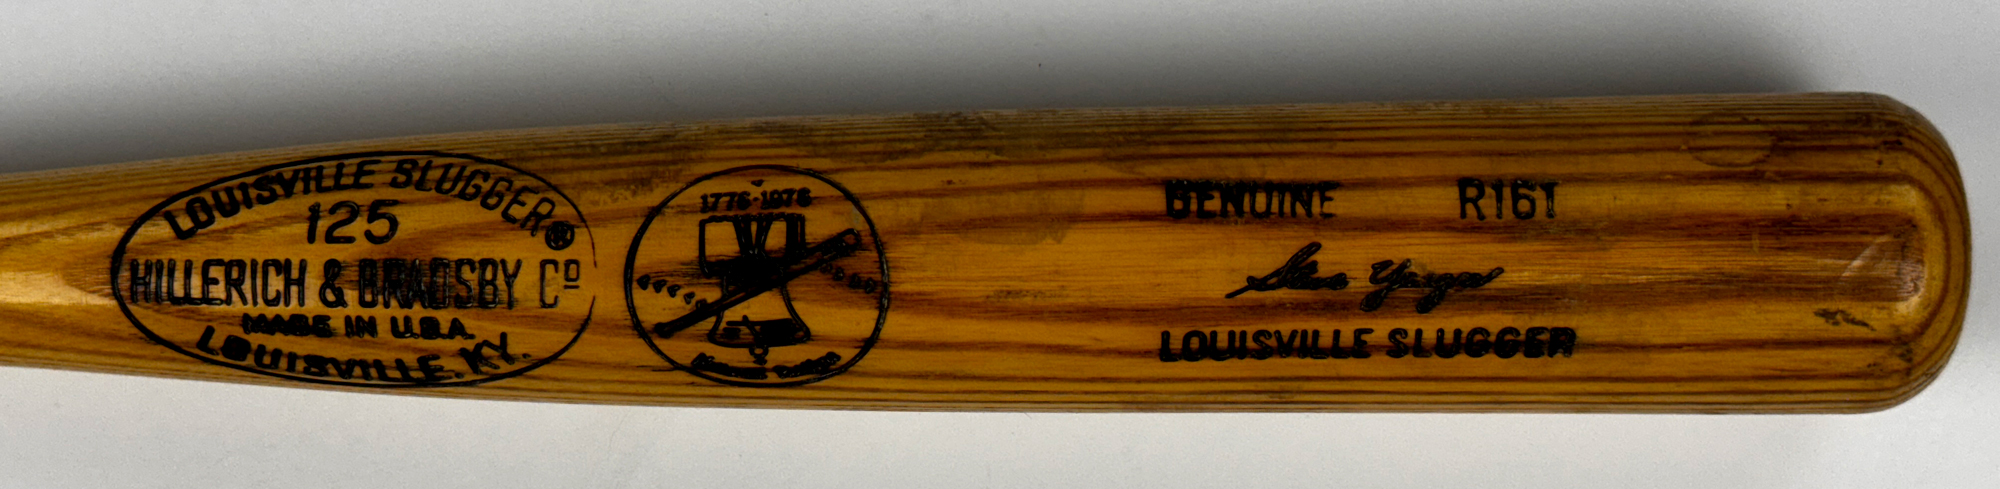 LOUISVILLE SLUGGER®
125
HILLERICH & BRADSBY Cº
MADE IN U.S.A.
LOUISVILLE, KY.
1776-1976
GENUINE R161
Steve Yeager
LOUISVILLE SLUGGER